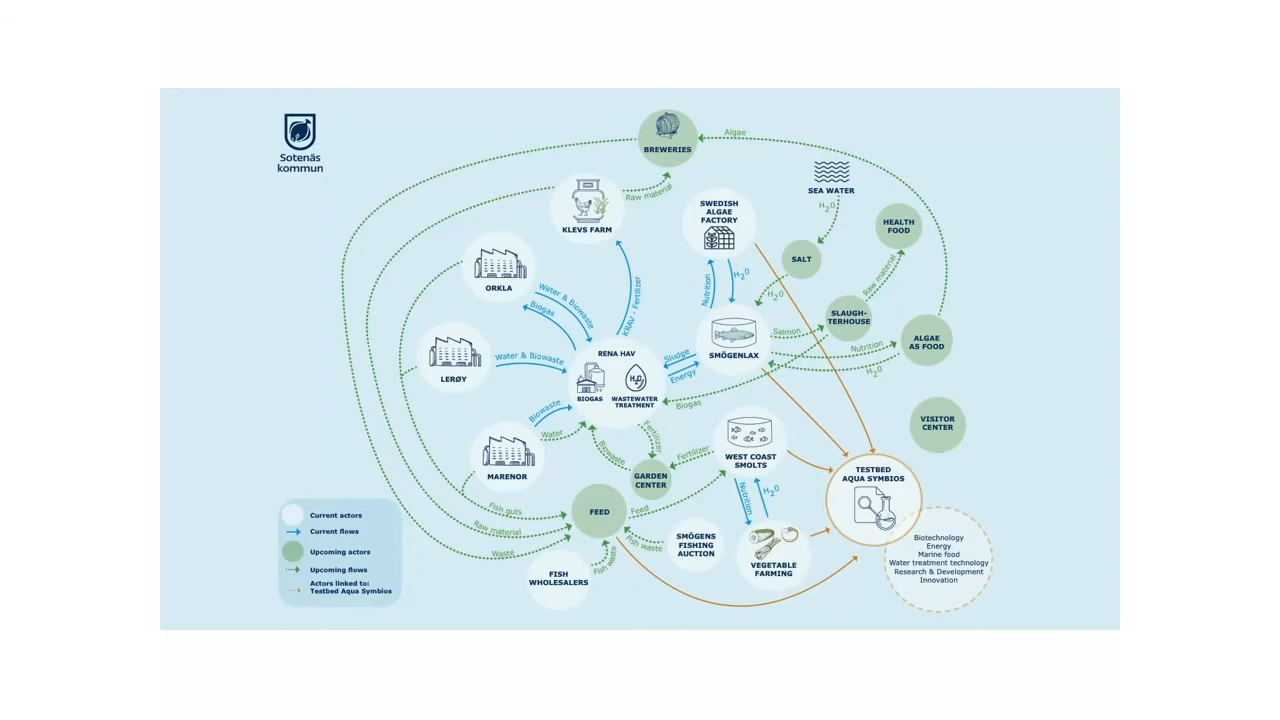 Sotenäs
kommun
BREWERIES
Algae
SEA WATER
H2O
KLEVS FARM
Raw material
SWEDISH
ALGAE
FACTORY
HEALTH
FOOD
SALT
H2O
Raw material
ORKLA
Water & Biowaste
Biogas
KRAV - Fertilizer
Nutrition
H2O
SMÖGENLAX
Salmon
SLAUGH-
TERHOUSE
ALGAE
AS FOOD
Nutrition
H2O
LERØY
Water & Biowaste
RENA HAV
H2O
BIOGAS
WASTEWATER
TREATMENT
Sludge
Energy
Biogas
MARENOR
Biowaste
Water
Biowaste
Fertilizer
GARDEN
CENTER
Fertilizer
WEST COAST
SMOLTS
VISITOR
CENTER
TESTBED
AQUA SYMBIOS
Nutrition
H2O
FEED
Feed
Fish guts
Raw material
Waste
Fish waste
FISH
WHOLESALERS
Fish waste
SMÖGENS
FISHING
AUCTION
VEGETABLE
FARMING
Biotechnology
Energy
Marine food
Water treatment technology
Research & Development
Innovation
Current actors
Current flows
Upcoming actors
Upcoming flows
Actors linked to:
Testbed Aqua Symbios